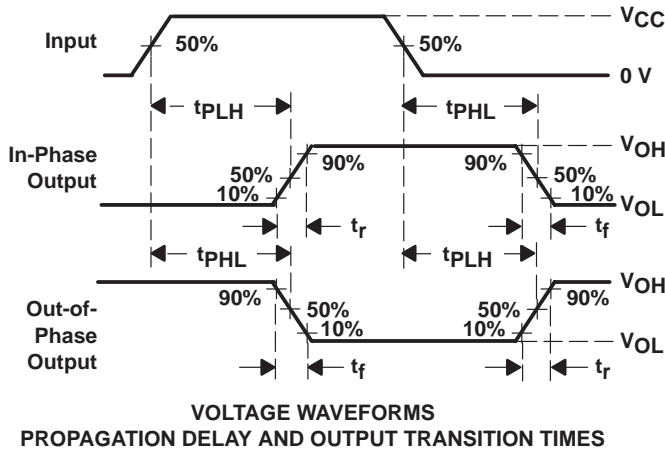 Input
50%
50%
VCC
0 V
tPLH
tPHL
In-Phase
Output
50%
10%
90%
90%
50%
10%
VOH
VOL
tr
tf
tPHL
tPLH
Out-of-
Phase
Output
90%
50%
10%
50%
10%
90%
VOH
VOL
tf
tr
VOLTAGE WAVEFORMS
PROPAGATION DELAY AND OUTPUT TRANSITION TIMES